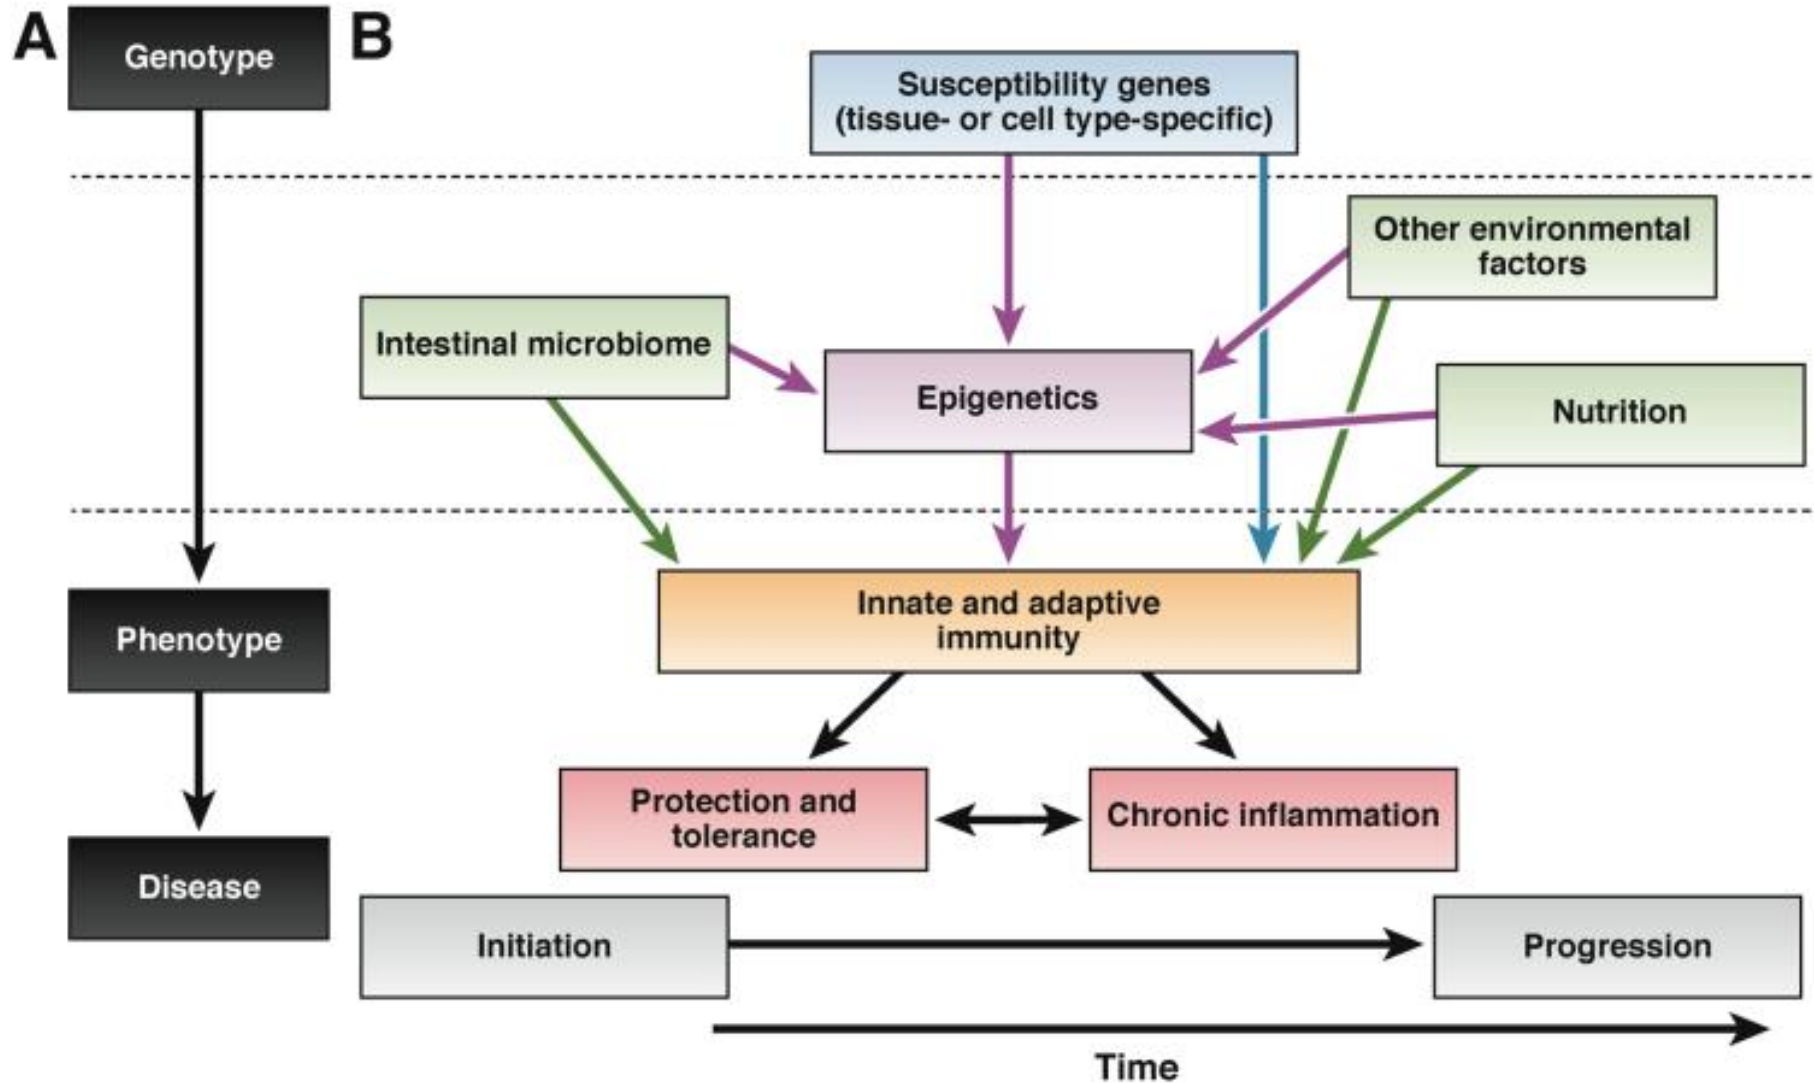 A
Genotype
Phenotype
Disease
B
Susceptibility genes
(tissue- or cell type-specific)
Other environmental
factors
Intestinal microbiome
Epigenetics
Nutrition
Innate and adaptive
immunity
Protection and
tolerance
Chronic inflammation
Initiation
Progression
Time